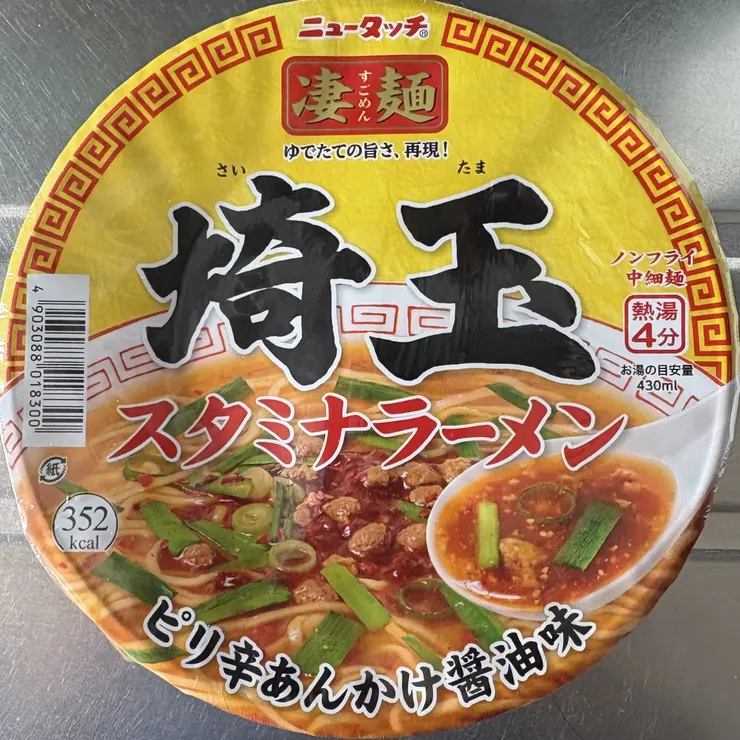 ニュータッチ®
凄麺
すごめん
ゆでたての旨さ、再現!
さい たま
埼玉
ノンフライ
中細麺
熱湯
4分
お湯の目安量
430ml
スタミナラーメン
4 903088 018300
紙
352
kcal
ピリ辛あんかけ醤油味